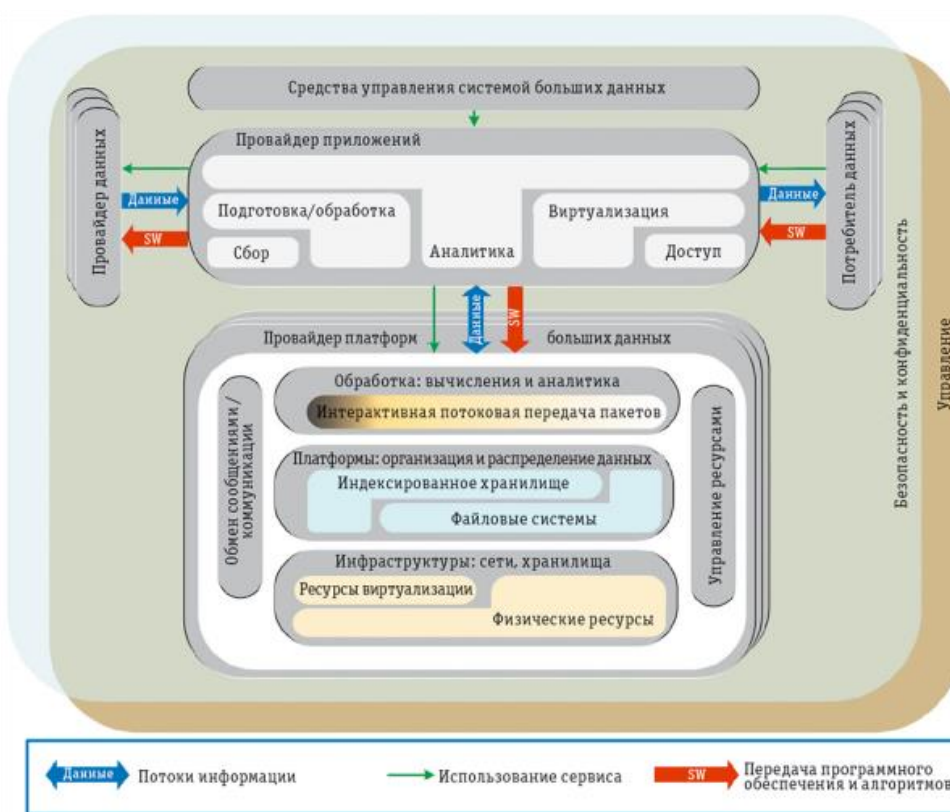 Средства управления системой больших данных
Провайдер данных
Провайдер приложений
Потребитель данных
Данные
SW
Подготовка/обработка
Виртуализация
Сбор
Аналитика
Доступ
Данные
SW
Данные
SW
Провайдер платформ больших данных
Обработка: вычисления и аналитика
Интерактивная потоковая передача пакетов
Платформы: организация и распределение данных
Индексированное хранилище
Файловые системы
Инфраструктуры: сети, хранилища
Ресурсы виртуализации
Физические ресурсы
Обмен сообщениями/
коммуникации
Управление ресурсами
Безопасность и конфиденциальность
Управление
Данные
Потоки информации
Использование сервиса
SW
Передача программного
обеспечения и алгоритмов